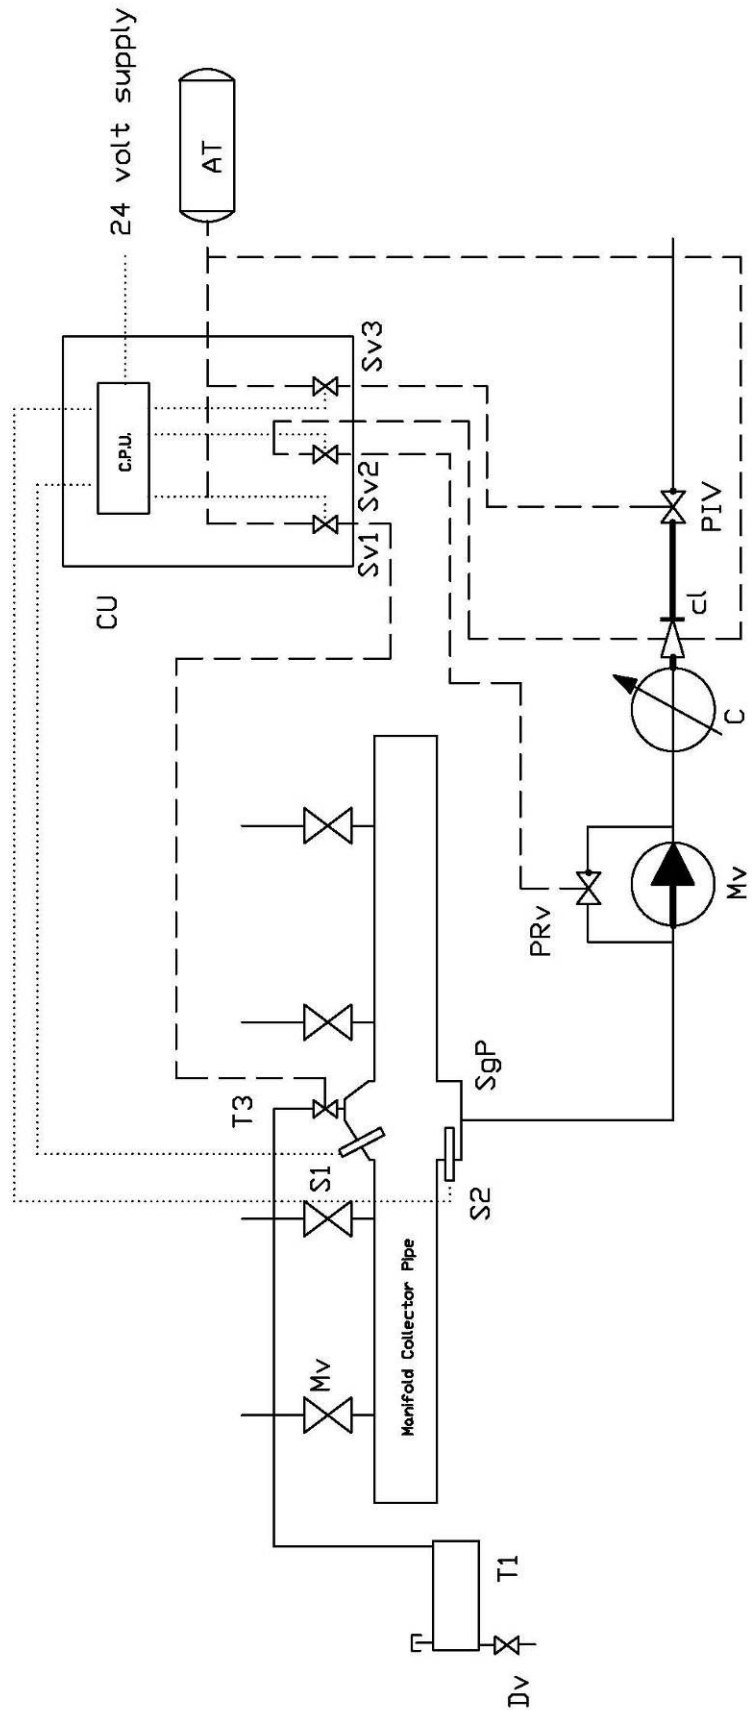 24 volt supply
AT
C.P.U.
CU
Sv1
Sv2
Sv3
T3
S1
S2
SgP
Mv
Manifold Collector Pipe
T1
Dv
PRv
Mv
C
cl
PIV